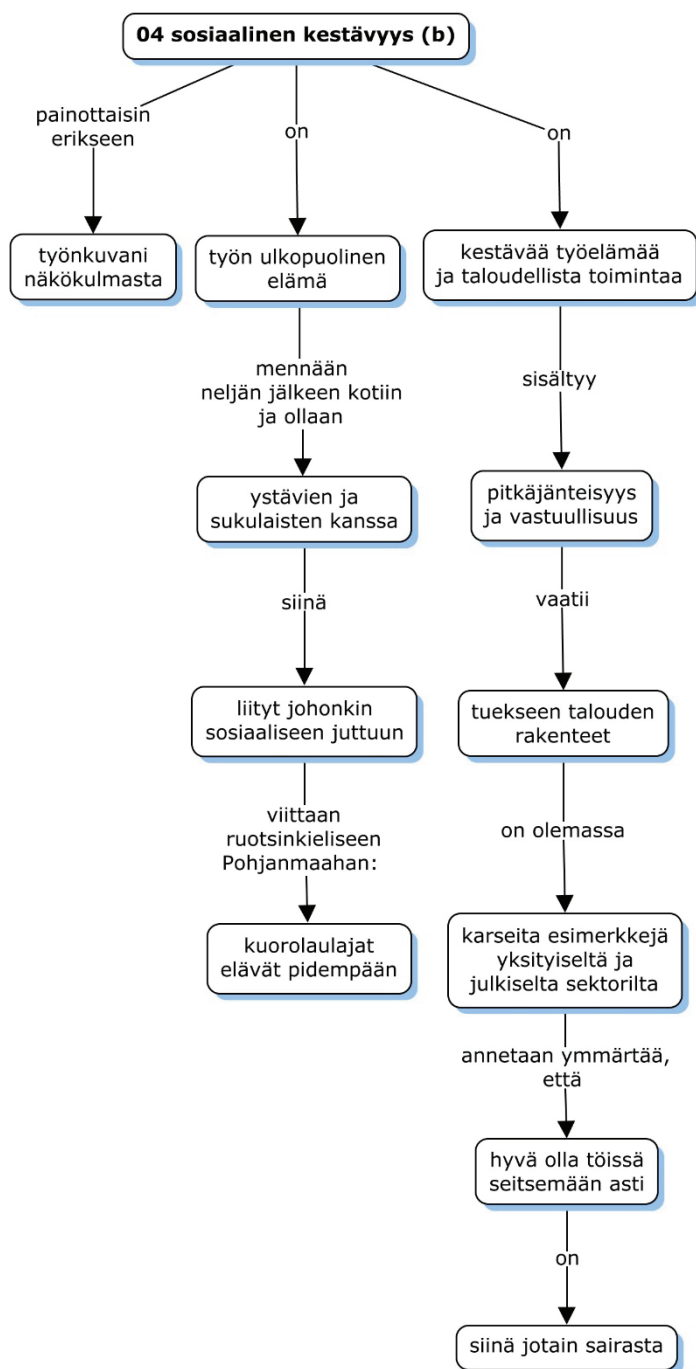 04 sosiaalinen kestävyys (b)
painottaisin
erikseen
on
on
työnkuvani
näkökulmasta
työn ulkopuolinen
elämä
kestävää työelämää
ja taloudellista toimintaa
mennään
neljän jälkeen kotiin
ja ollaan
sisältyy
ystävien ja
sukulaisten kanssa
pitkäjänteisyys
ja vastuullisuus
siinä
vaatii
liityt johonkin
sosiaaliseen juttuun
tuekseen talouden
rakenteet
viittaan
ruotsinkieliseen
Pohjanmaahan:
on olemassa
kuorolaulajat
elävät pidempään
karseita esimerkkejä
yksityiseltä ja
julkiselta sektorilta
annetaan ymmärtää,
että
hyvä olla töissä
seitsemään asti
on
siinä jotain sairasta